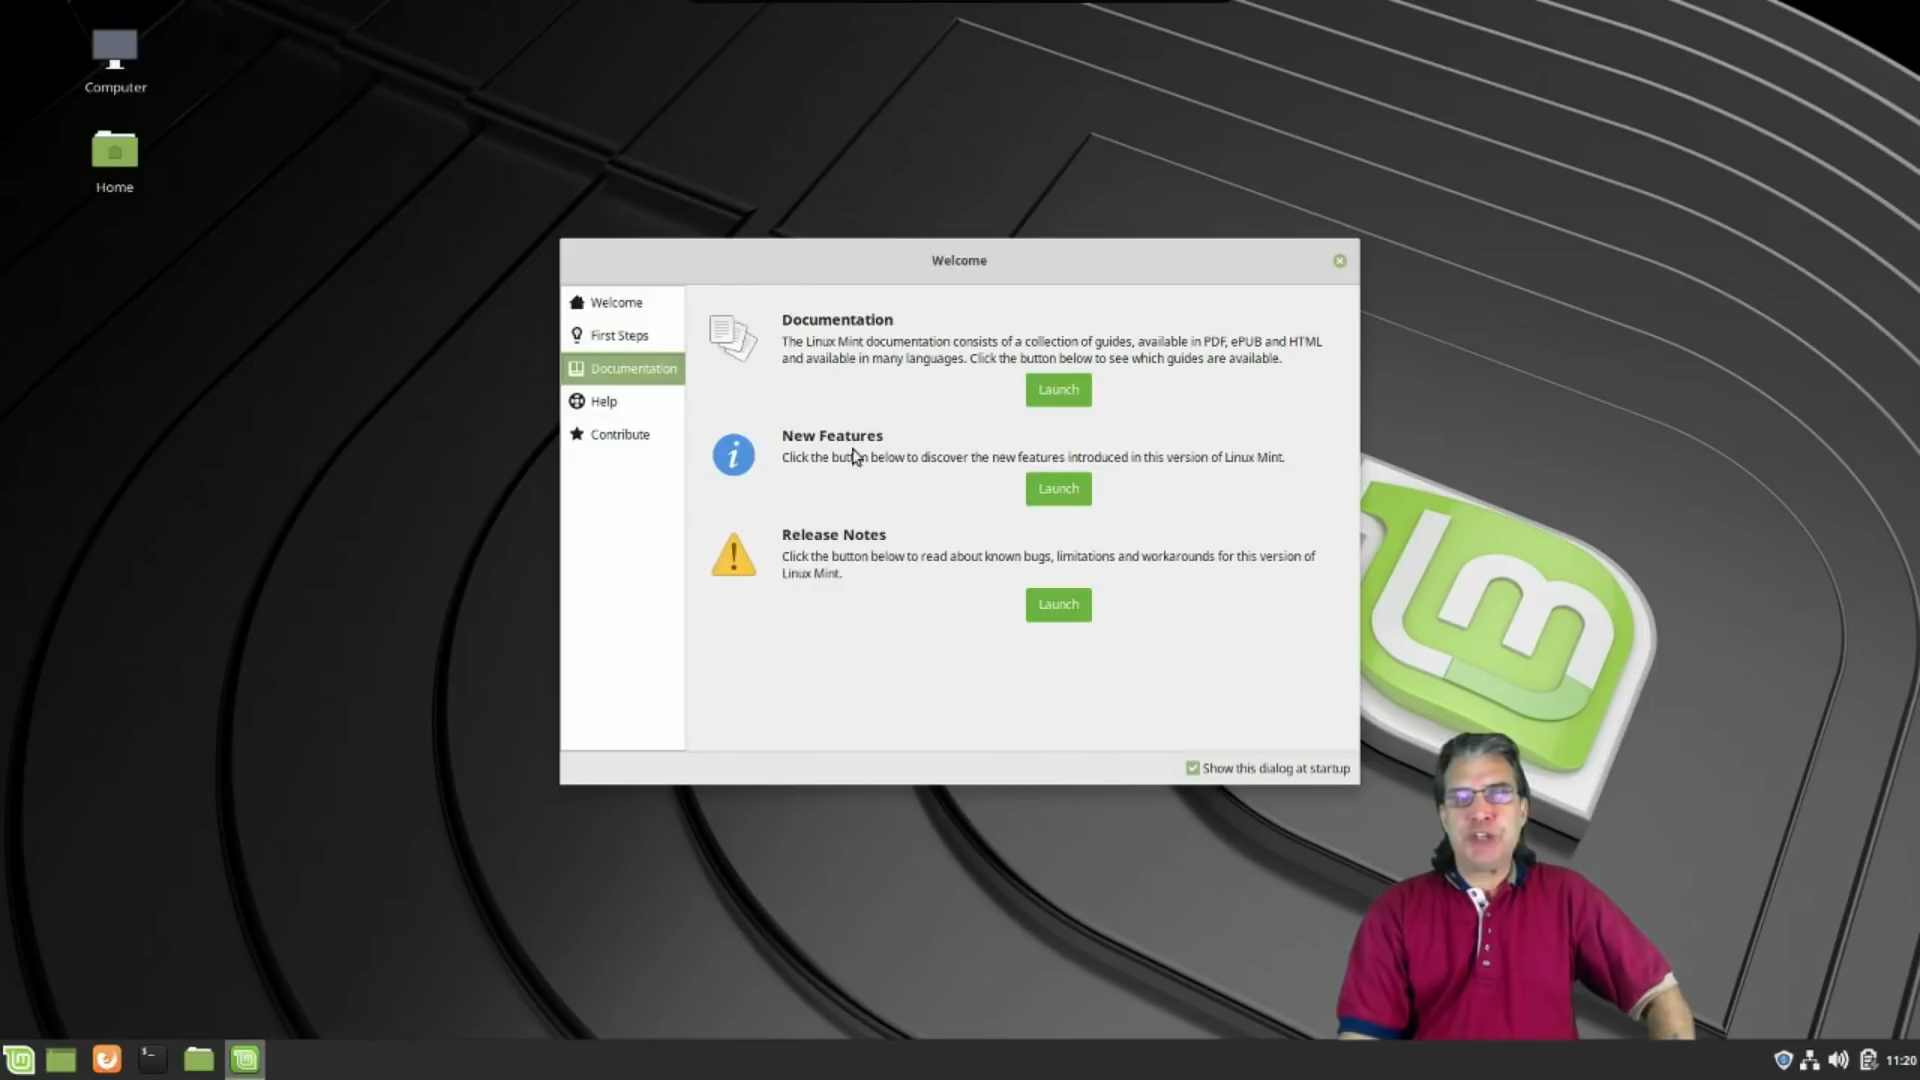 Computer
Home
Welcome
Welcome
First Steps
Documentation
Help
Contribute
Documentation
The Linux Mint documentation consists of a collection of guides, available in PDF, ePUB and HTML
and available in many languages. Click the button below to see which guides are available.
Launch
New Features
Click the button below to discover the new features introduced in this version of Linux Mint.
Launch
Release Notes
Click the button below to read about known bugs, limitations and workarounds for this version of
Linux Mint.
Launch
Show this dialog at startup
11:20